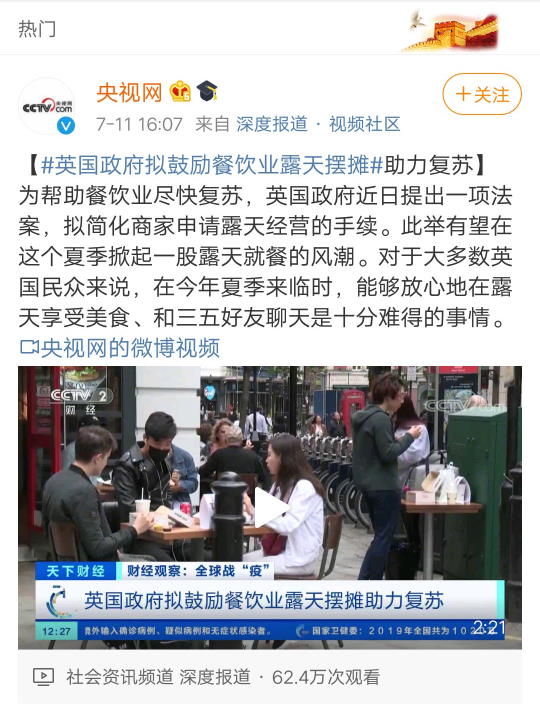 热门
央视网
+关注
CCTV 央视网 com
7-11 16:07 来自 深度报道 · 视频社区
【#英国政府拟鼓励餐饮业露天摆摊#助力复苏】
为帮助餐饮业尽快复苏，英国政府近日提出一项法
案，拟简化商家申请露天经营的手续。此举有望在
这个夏季掀起一股露天就餐的风潮。对于大多数英
国民众来说，在今年夏季来临时，能够放心地在露
天享受美食、和三五好友聊天是十分难得的事情。
央视网的微博视频
CCTV 2
财经
CCTV com
天下财经
财经观察：全球战“疫”
英国政府拟鼓励餐饮业露天摆摊助力复苏
12:27
境外输入确诊病例、疑似病例和无症状感染者。
国家卫健委：2019年全国共为10
2:21
社会资讯频道 深度报道 · 62.4万次观看